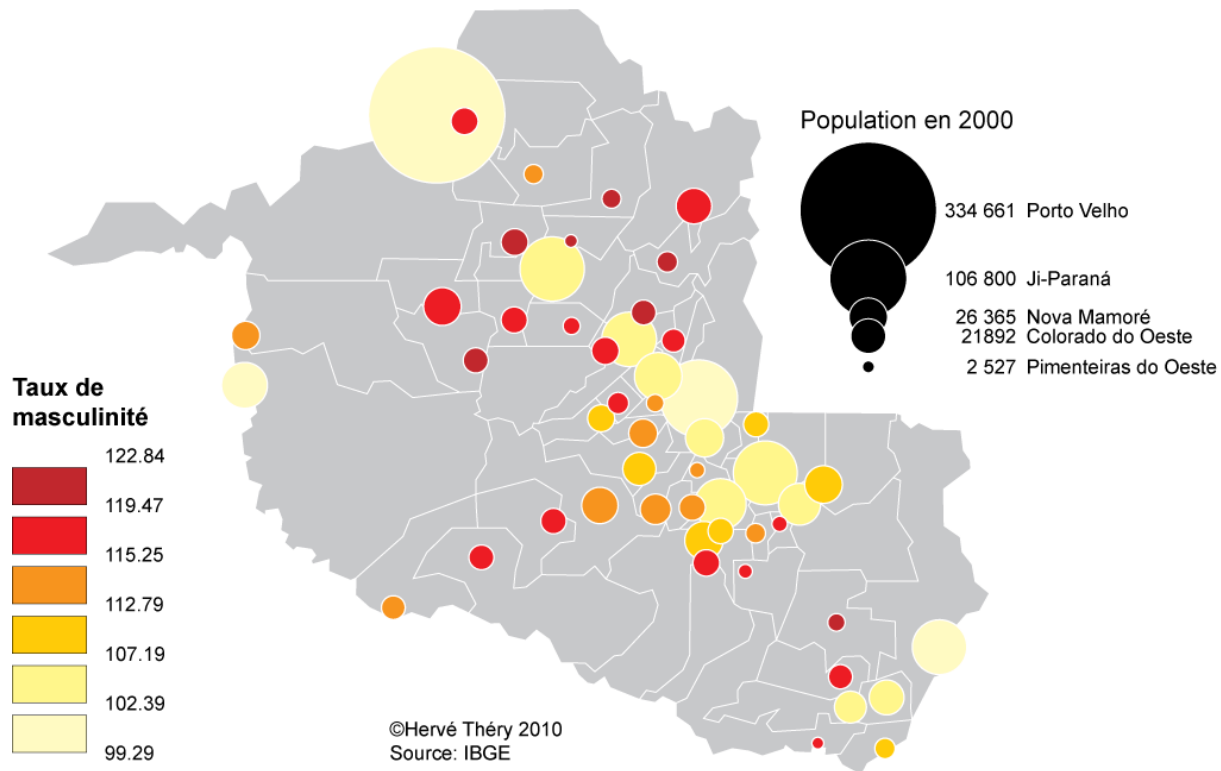 Population en 2000
334 661 Porto Velho
106 800 Ji-Paraná
26 365 Nova Mamoré
21892 Colorado do Oeste
2 527 Pimenteiras do Oeste
Taux de
masculinité
122.84
119.47
115.25
112.79
107.19
102.39
99.29
©Hervé Théry 2010
Source: IBGE